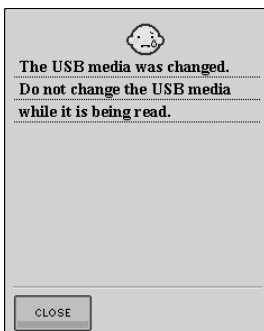 The USB media was changed.
Do not change the USB media
while it is being read.
CLOSE